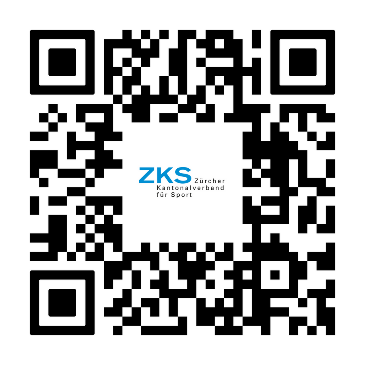 ZKS Zürcher
Kantonalverband
für Sport